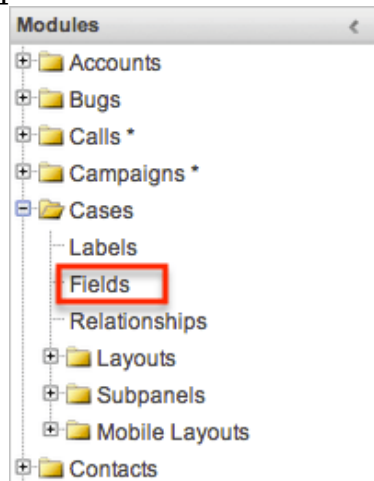 Modules
Accounts
Bugs
Calls *
Campaigns *
Cases
Labels
Fields
Relationships
Layouts
Subpanels
Mobile Layouts
Contacts